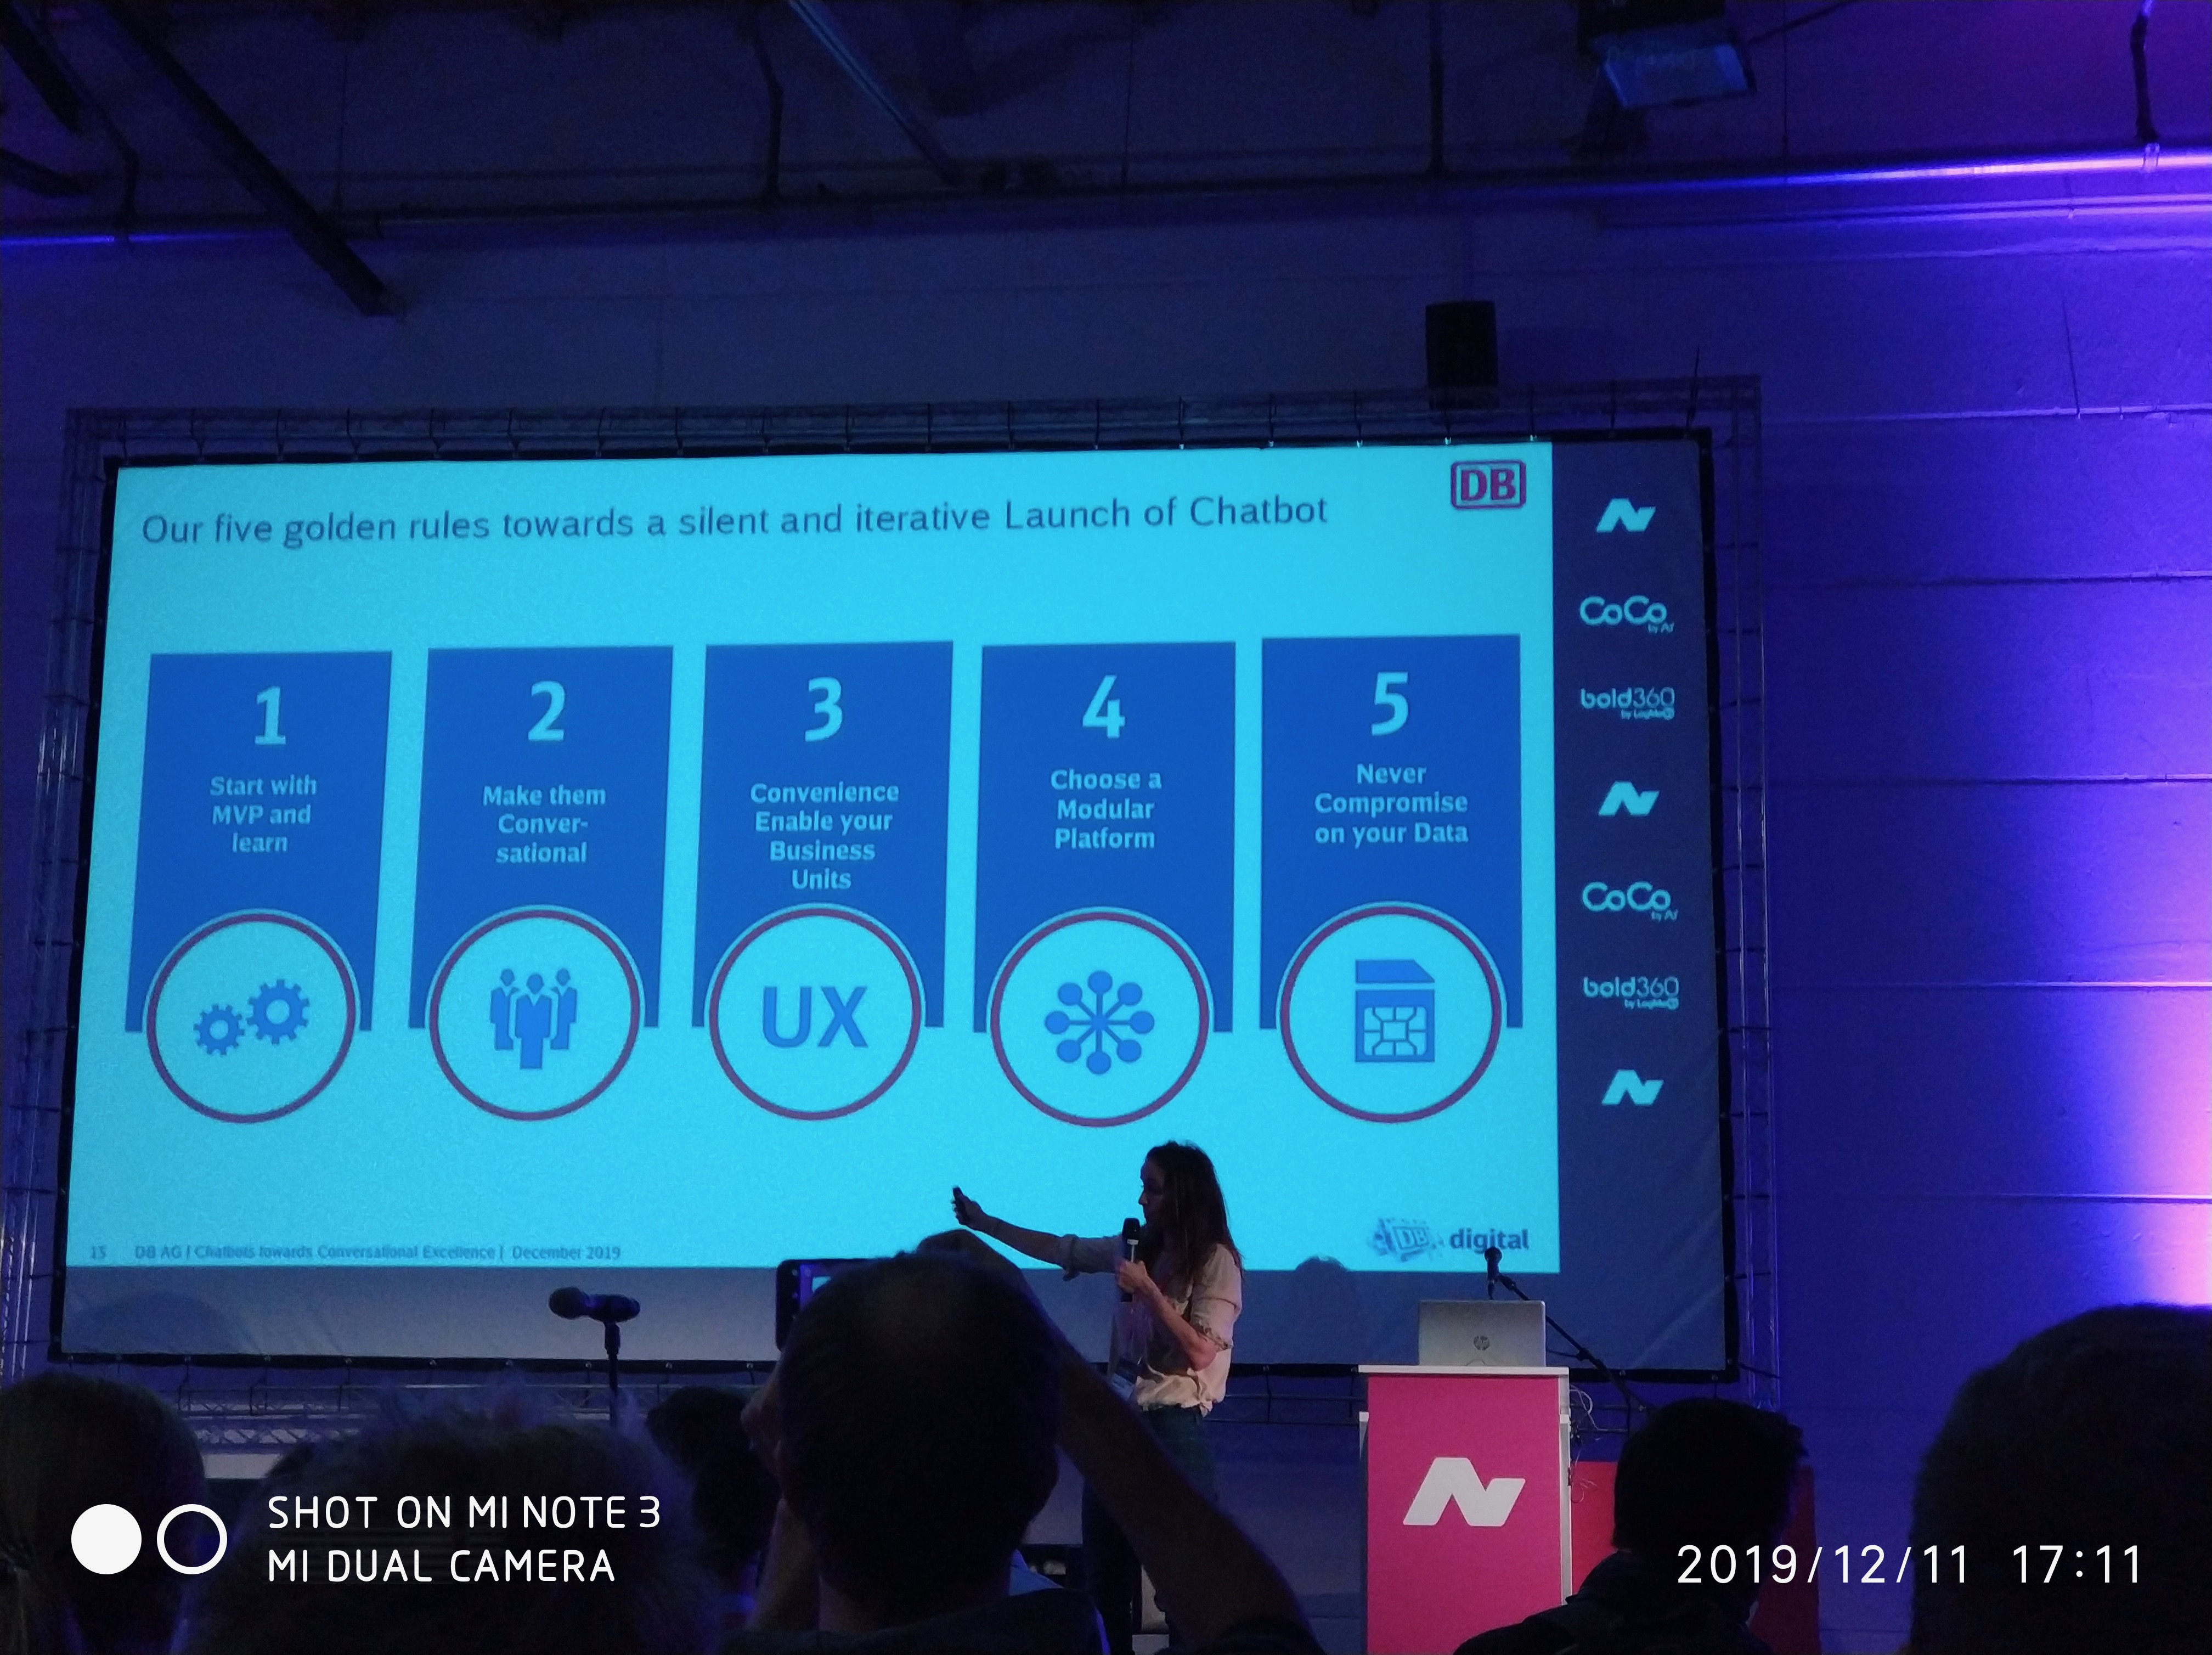 DB
Our five golden rules towards a silent and iterative Launch of Chatbot
1
Start with
MVP and
learn
2
Make them
Conver-
sational
3
Convenience
Enable your
Business
Units
4
Choose a
Modular
Platform
5
Never
Compromise
on your Data
UX
15 DB AG | Chatbots towards Conversational Excellence | December 2019
DB digital
CoCo
by AI
bold360
by LogMeIn
CoCo
by AI
bold360
by LogMeIn
hp
SHOT ON MI NOTE 3
MI DUAL CAMERA
2019/12/11 17:11